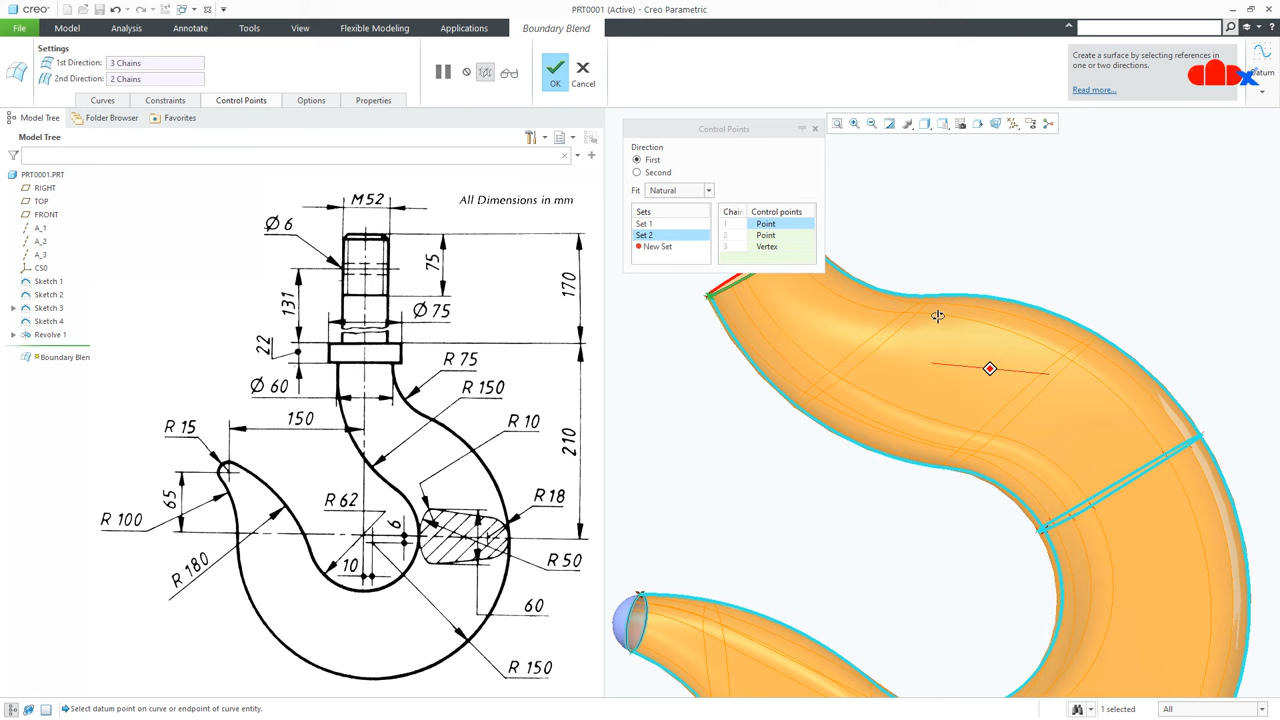 creo
PRT0001 (Active) - Creo Parametric
File Model Analysis Annotate Tools View Flexible Modeling Applications Boundary Blend
Settings
1st Direction: 3 Chains
2nd Direction: 2 Chains
OK Cancel
Create a surface by selecting references in one or two directions.
Read more...
Datum
Curves Constraints Control Points Options Properties
Model Tree Folder Browser Favorites
Model Tree
PRT0001.PRT
RIGHT
TOP
FRONT
A_1
A_2
A_3
CS0
Sketch 1
Sketch 2
Sketch 3
Sketch 4
Revolve 1
Boundary Blen
All Dimensions in mm
M52
Ø 6
75
170
131
Ø 75
22
R 75
Ø 60
R 150
150
R 10
R 15
210
65
R 62
R 18
R 100
6
R 180
10
R 50
60
R 150
Control Points
Direction
First
Second
Fit Natural
Sets Chai Control points
Set 1 1 Point
Set 2 2 Point
New Set 3 Vertex
Select datum point on curve or endpoint of curve entity.
1 selected
All